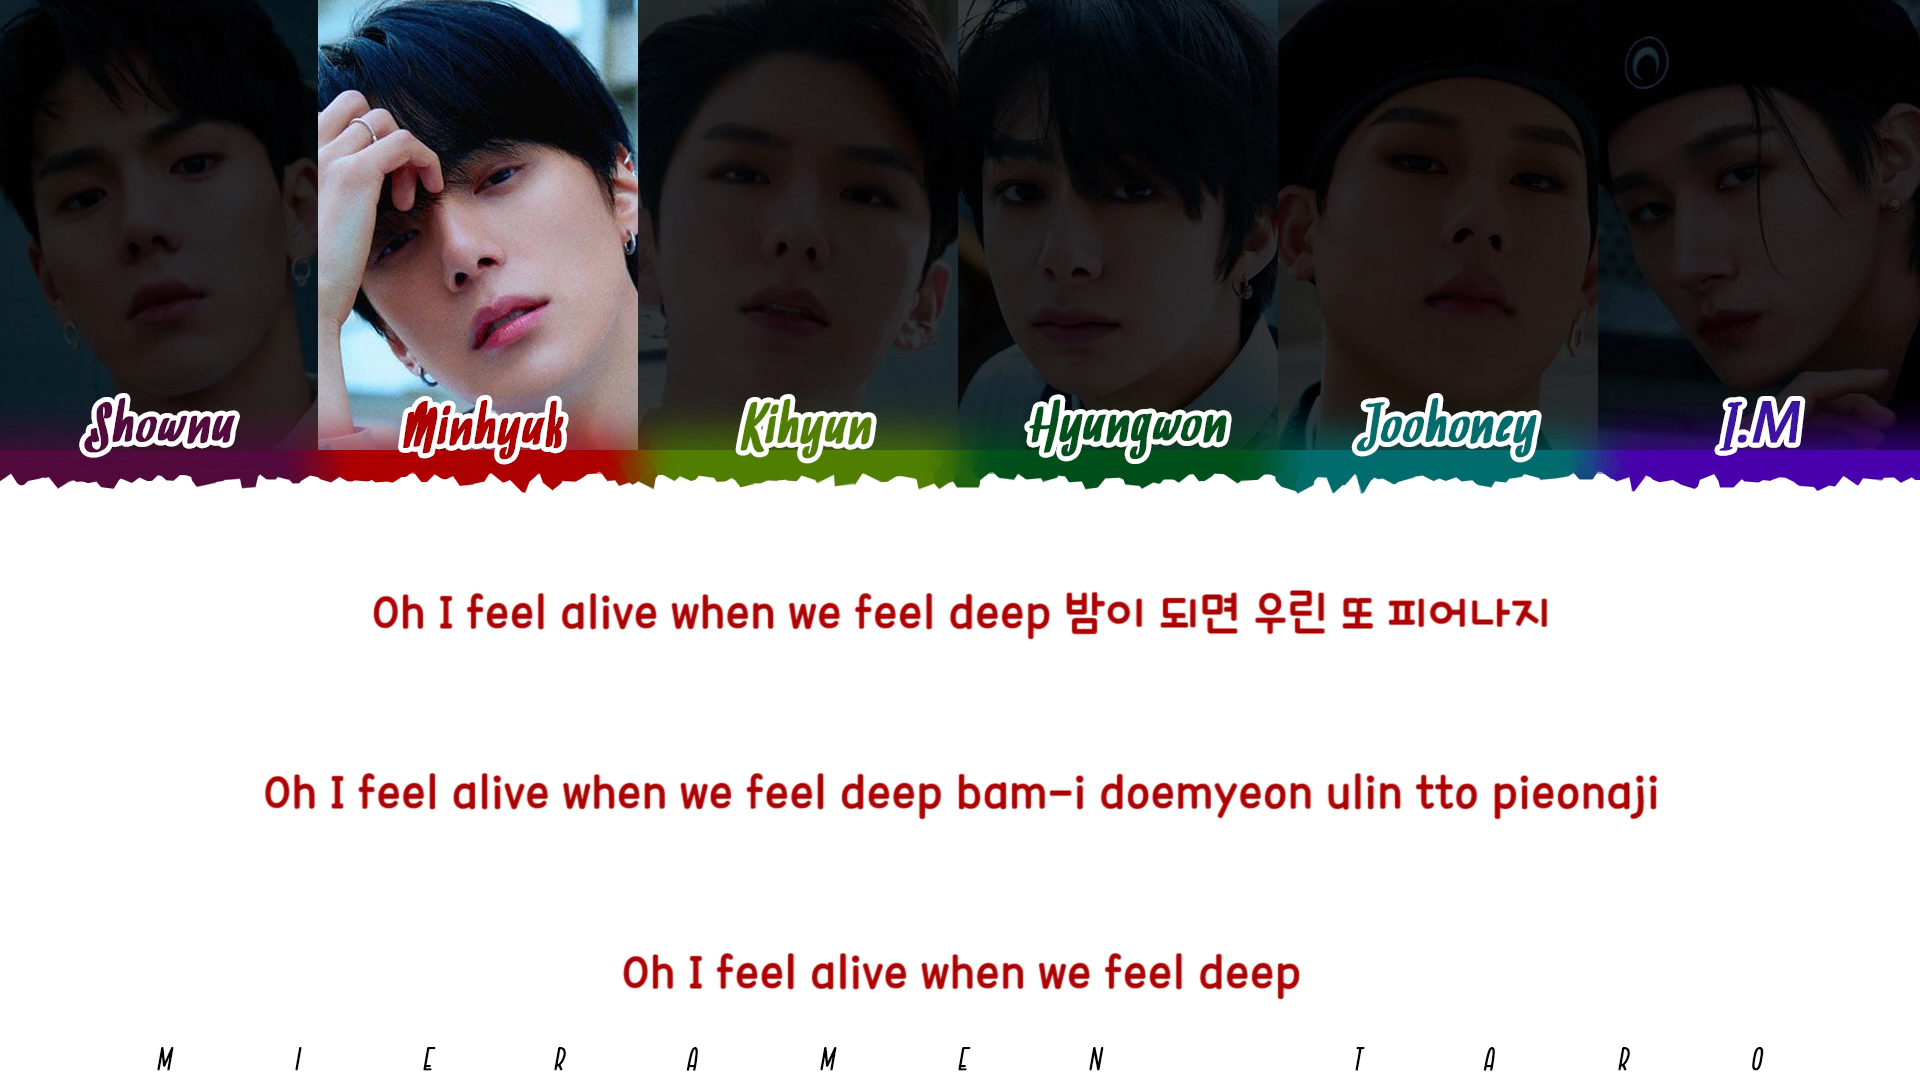 Shownu Minhyuk Kihyun Hyungwon Joohoney I.M
Oh I feel alive when we feel deep 밤이 되면 우린 또 피어나지
Oh I feel alive when we feel deep bam-i doemyeon ulin tto pieonaji
Oh I feel alive when we feel deep
MIERAMEN TARO